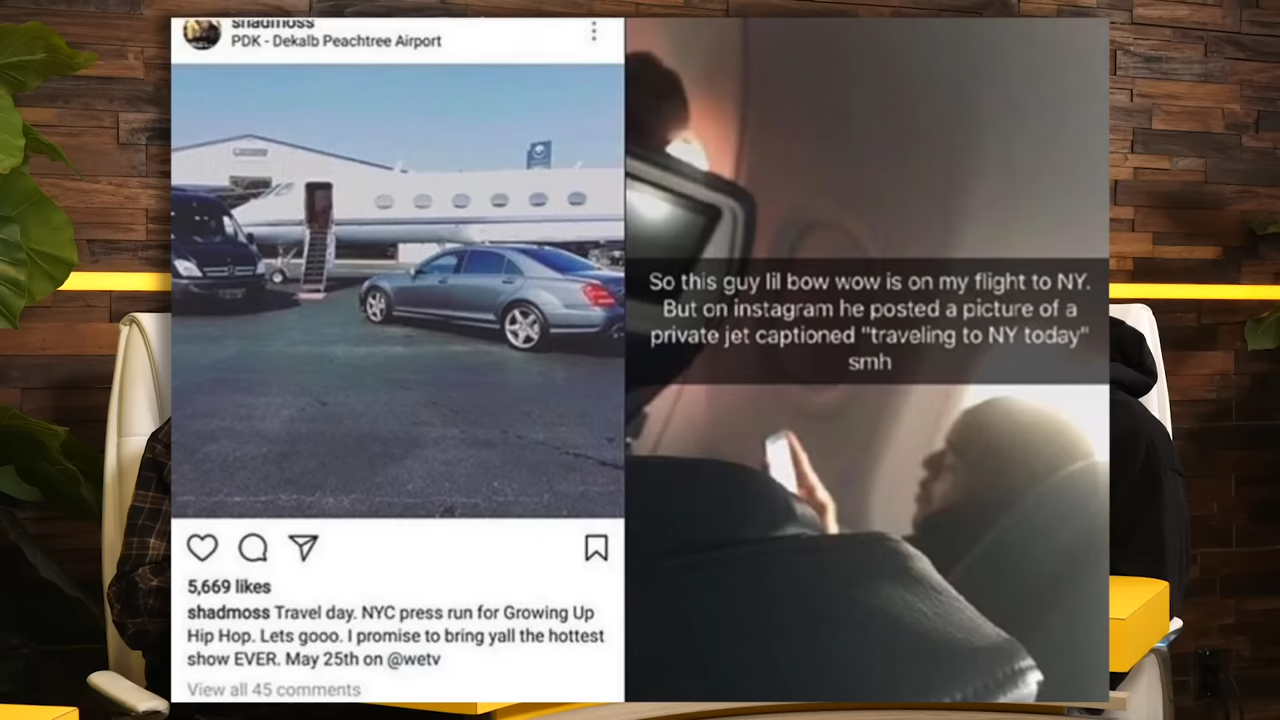 shadmoss
PDK - Dekalb Peachtree Airport
5,669 likes
shadmoss Travel day. NYC press run for Growing Up
Hip Hop. Lets gooo. I promise to bring yall the hottest
show EVER. May 25th on @wetv
View all 45 comments
So this guy lil bow wow is on my flight to NY.
But on instagram he posted a picture of a
private jet captioned "traveling to NY today"
smh